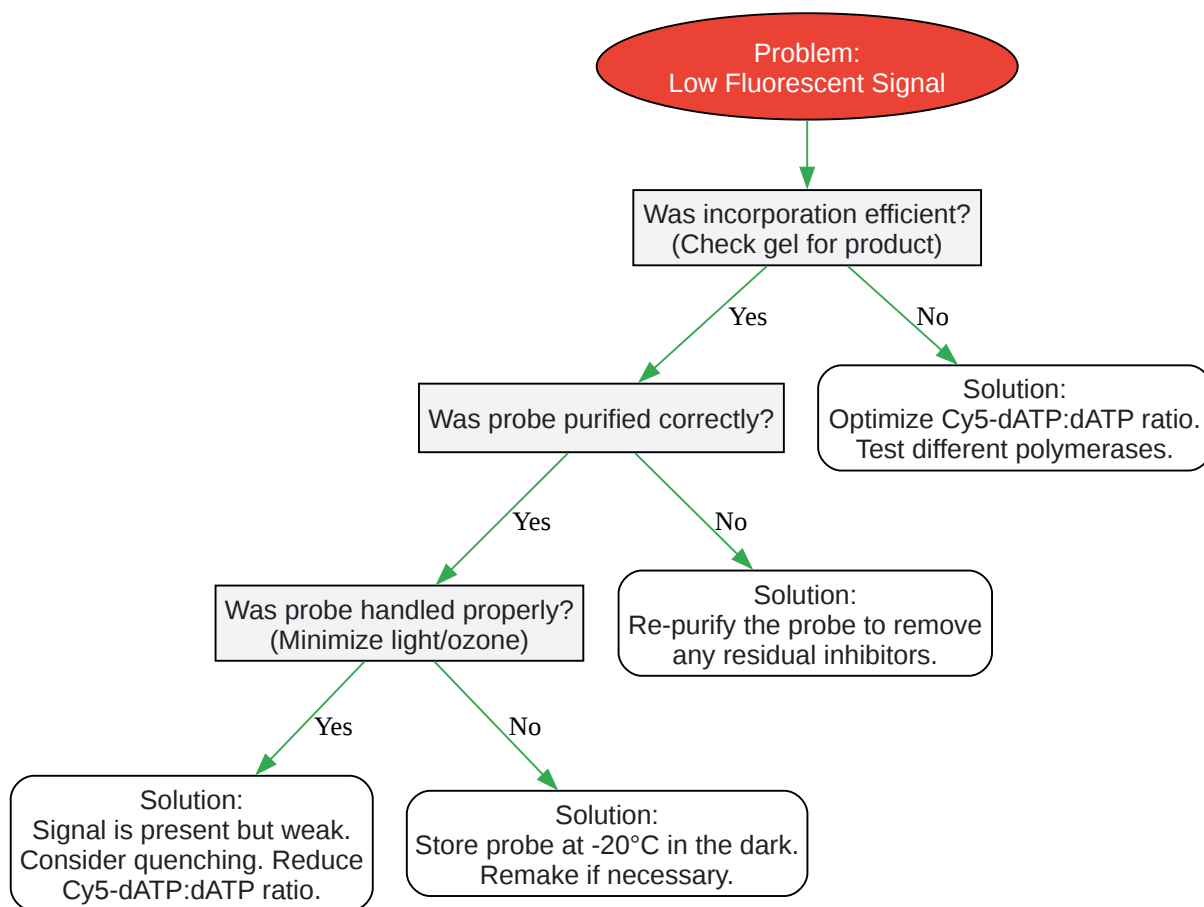 Problem:
Low Fluorescent Signal
Was incorporation efficient?
(Check gel for product)
Yes
No
Was probe purified correctly?
Solution:
Optimize Cy5-dATP:dATP ratio.
Test different polymerases.
Yes
No
Was probe handled properly?
(Minimize light/ozone)
Solution:
Re-purify the probe to remove
any residual inhibitors.
Yes
No
Solution:
Signal is present but weak.
Consider quenching. Reduce
Cy5-dATP:dATP ratio.
Solution:
Store probe at -20°C in the dark.
Remake if necessary.